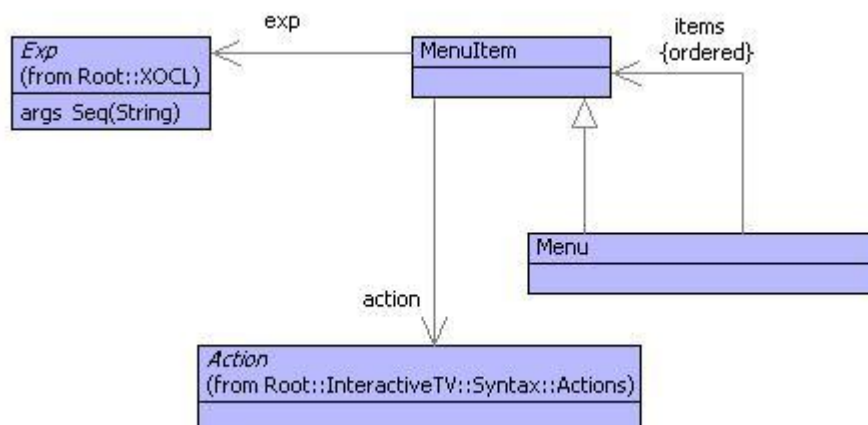 exp
items
{ordered}
Exp
(from Root::XOCL)
args Seq(String)
MenuItem
Menu
action
Action
(from Root::InteractiveTV::Syntax::Actions)